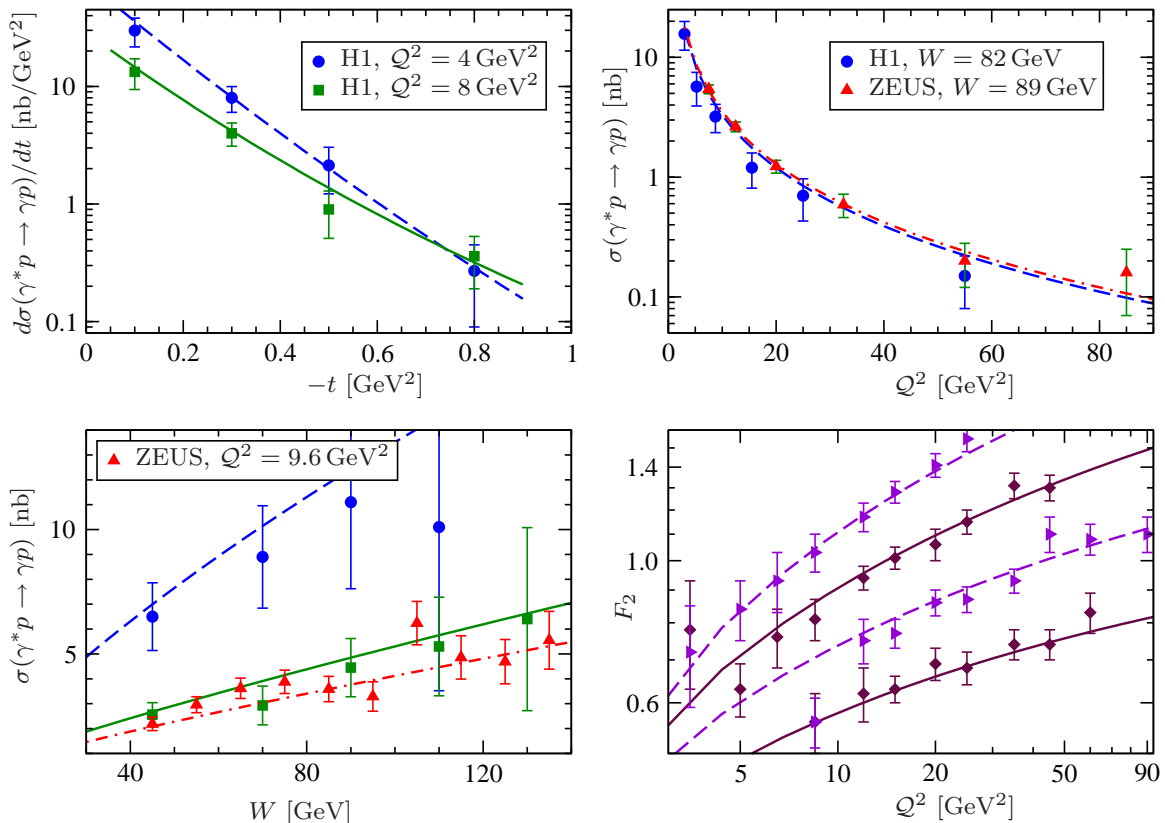 dσ(γ*p → γp)/dt [nb/GeV²]
10
1
0.1
H1, Q² = 4 GeV²
H1, Q² = 8 GeV²
0 0.2 0.4 0.6 0.8 1
−t [GeV²]
σ(γ*p → γp) [nb]
10
1
0.1
H1, W = 82 GeV
ZEUS, W = 89 GeV
0 20 40 60 80
Q² [GeV²]
σ(γ*p → γp) [nb]
10
5
ZEUS, Q² = 9.6 GeV²
40 80 120
W [GeV]
F₂
1.4
1.0
0.6
5 10 20 50 90
Q² [GeV²]